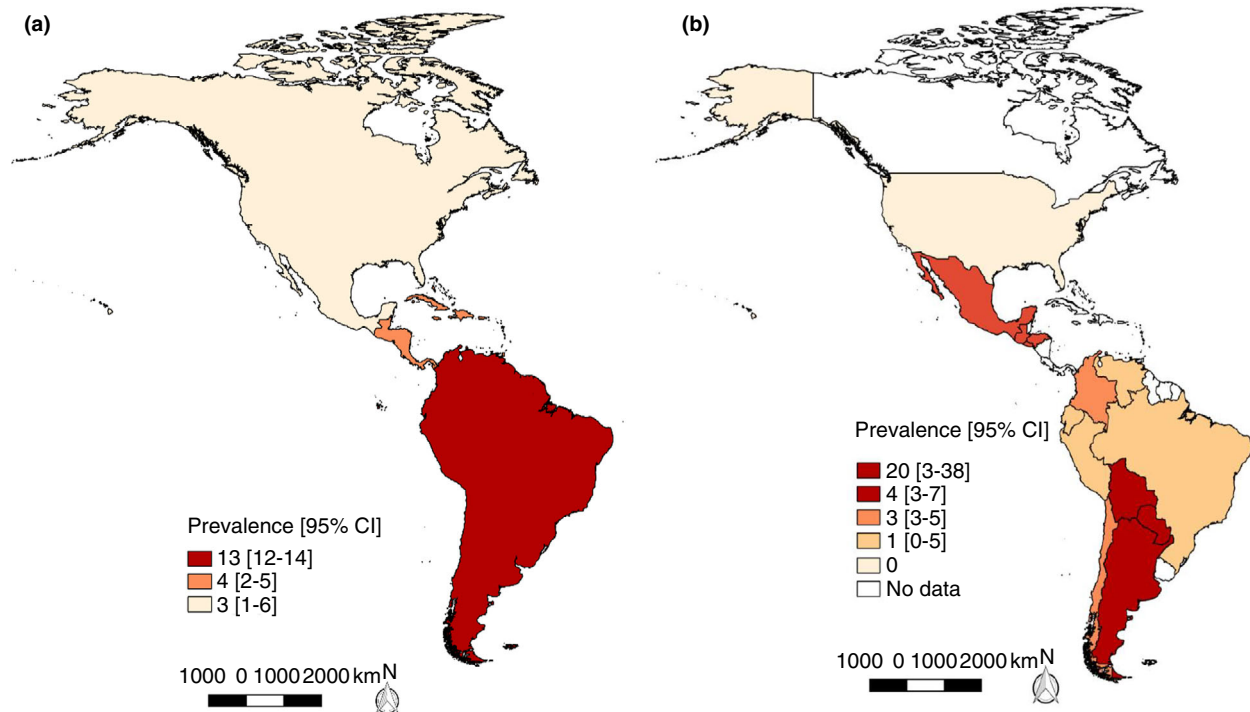 (a)
Prevalence [95% CI]
13 [12-14]
4 [2-5]
3 [1-6]
1000 0 1000 2000 km N
(b)
Prevalence [95% CI]
20 [3-38]
4 [3-7]
3 [3-5]
1 [0-5]
0
No data
1000 0 1000 2000 km N